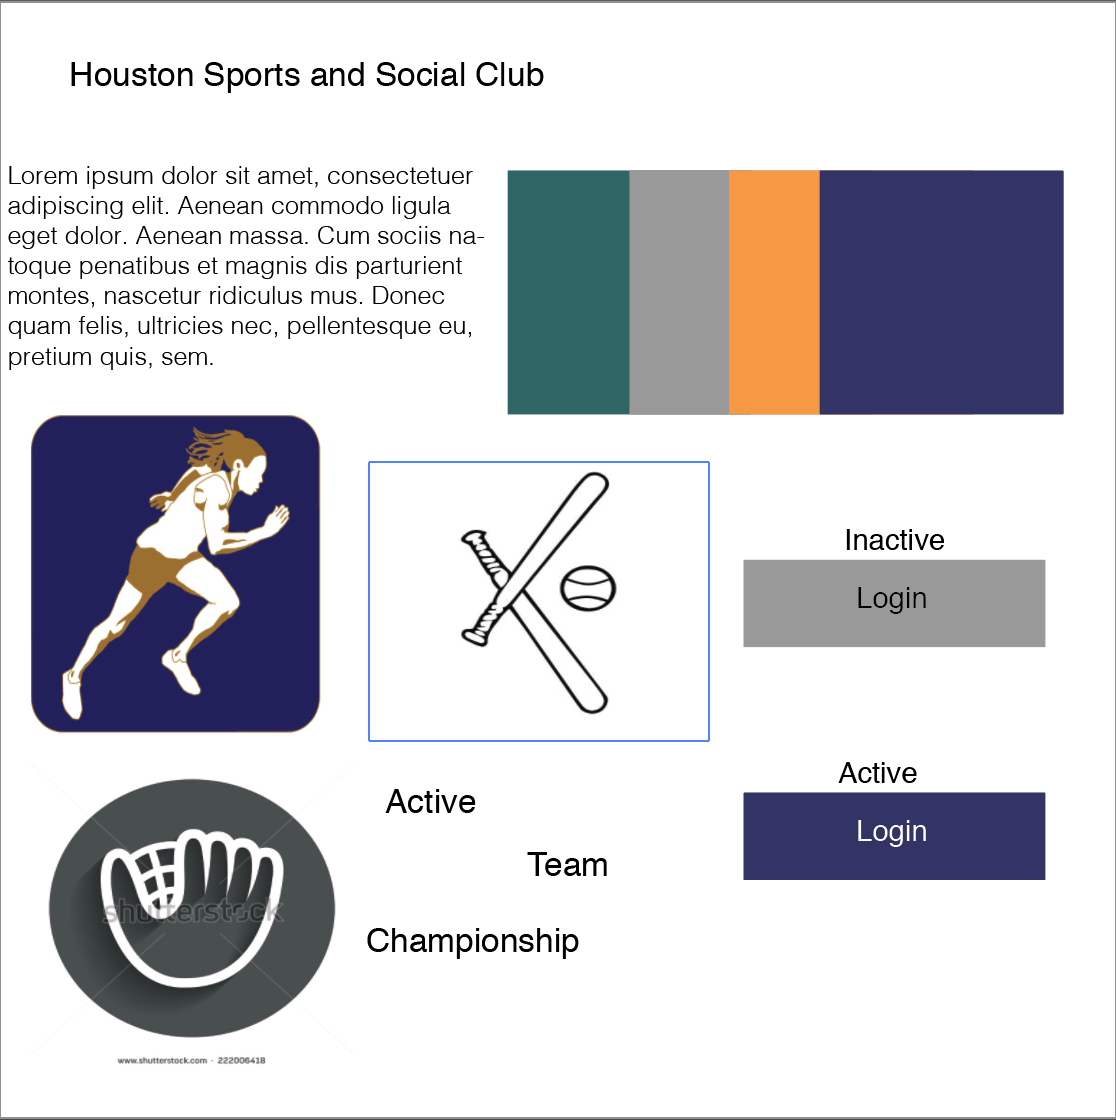 Houston Sports and Social Club
Lorem ipsum dolor sit amet, consectetuer
adipiscing elit. Aenean commodo ligula
eget dolor. Aenean massa. Cum sociis na-
toque penatibus et magnis dis parturient
montes, nascetur ridiculus mus. Donec
quam felis, ultricies nec, pellentesque eu,
pretium quis, sem.
Inactive
Login
Active
Login
Active
Team
Championship
shutterstock
www.shutterstock.com · 222006418